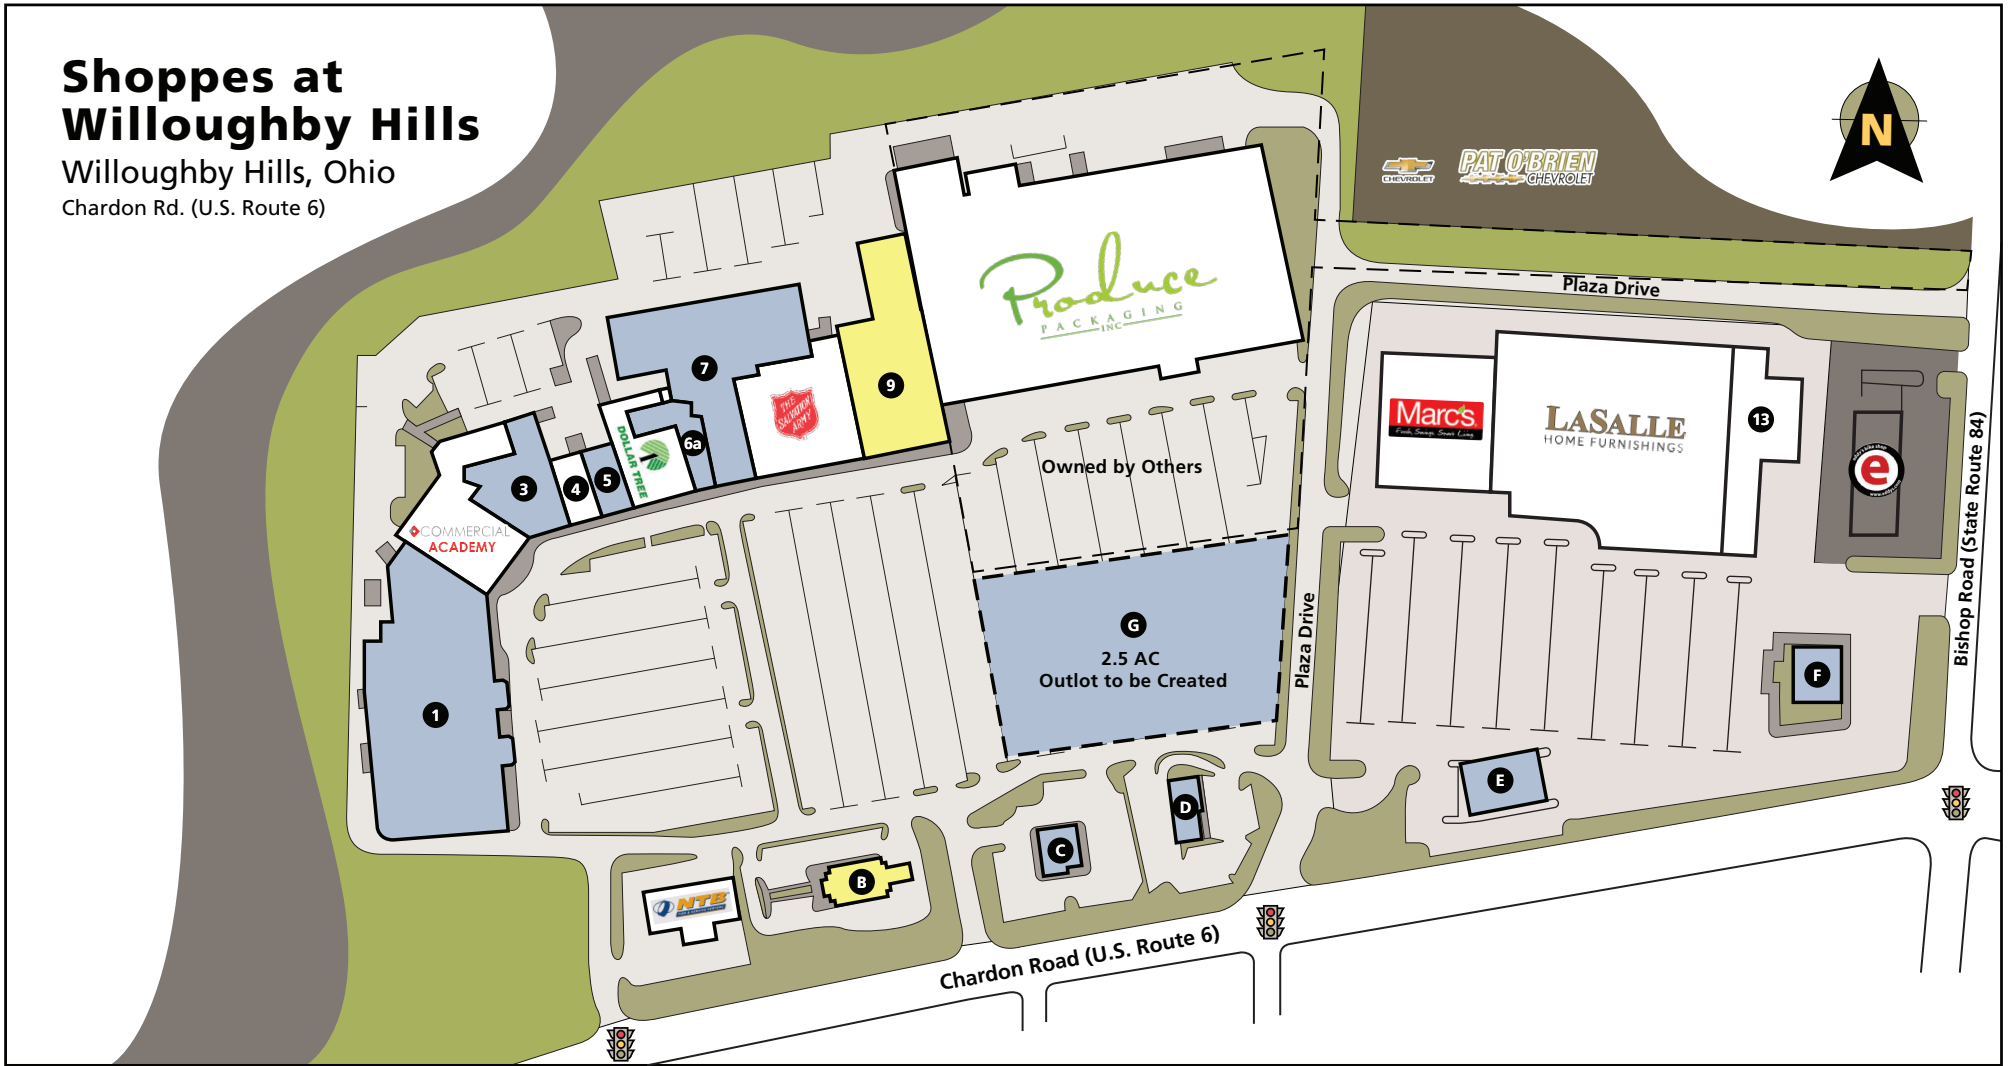 Shoppes at
Willoughby Hills
Willoughby Hills, Ohio
Chardon Rd. (U.S. Route 6)
N
CHEVROLET
PAT O'BRIEN
CHEVROLET
Plaza Drive
Produce
PACKAGING
INC
7
9
THE
SALVATION
ARMY
6a
DOLLAR TREE
3
4
5
COMMERCIAL
ACADEMY
Owned by Others
Marc's
LASALLE
HOME FURNISHINGS
13
e
Bishop Road (State Route 84)
G
2.5 AC
Outlot to be Created
Plaza Drive
1
F
E
D
C
B
NTB
Chardon Road (U.S. Route 6)